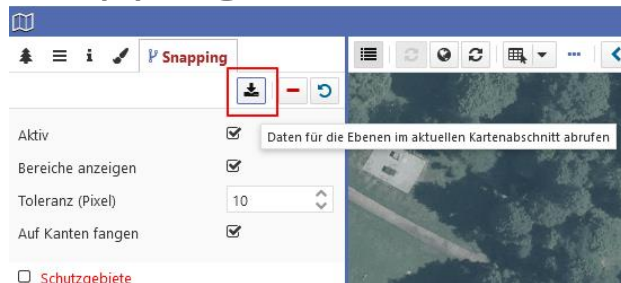 i Snapping
Daten für die Ebenen im aktuellen Kartenabschnitt abrufen
Aktiv
Bereiche anzeigen
Toleranz (Pixel) 10
Auf Kanten fangen
Schutzgebiete